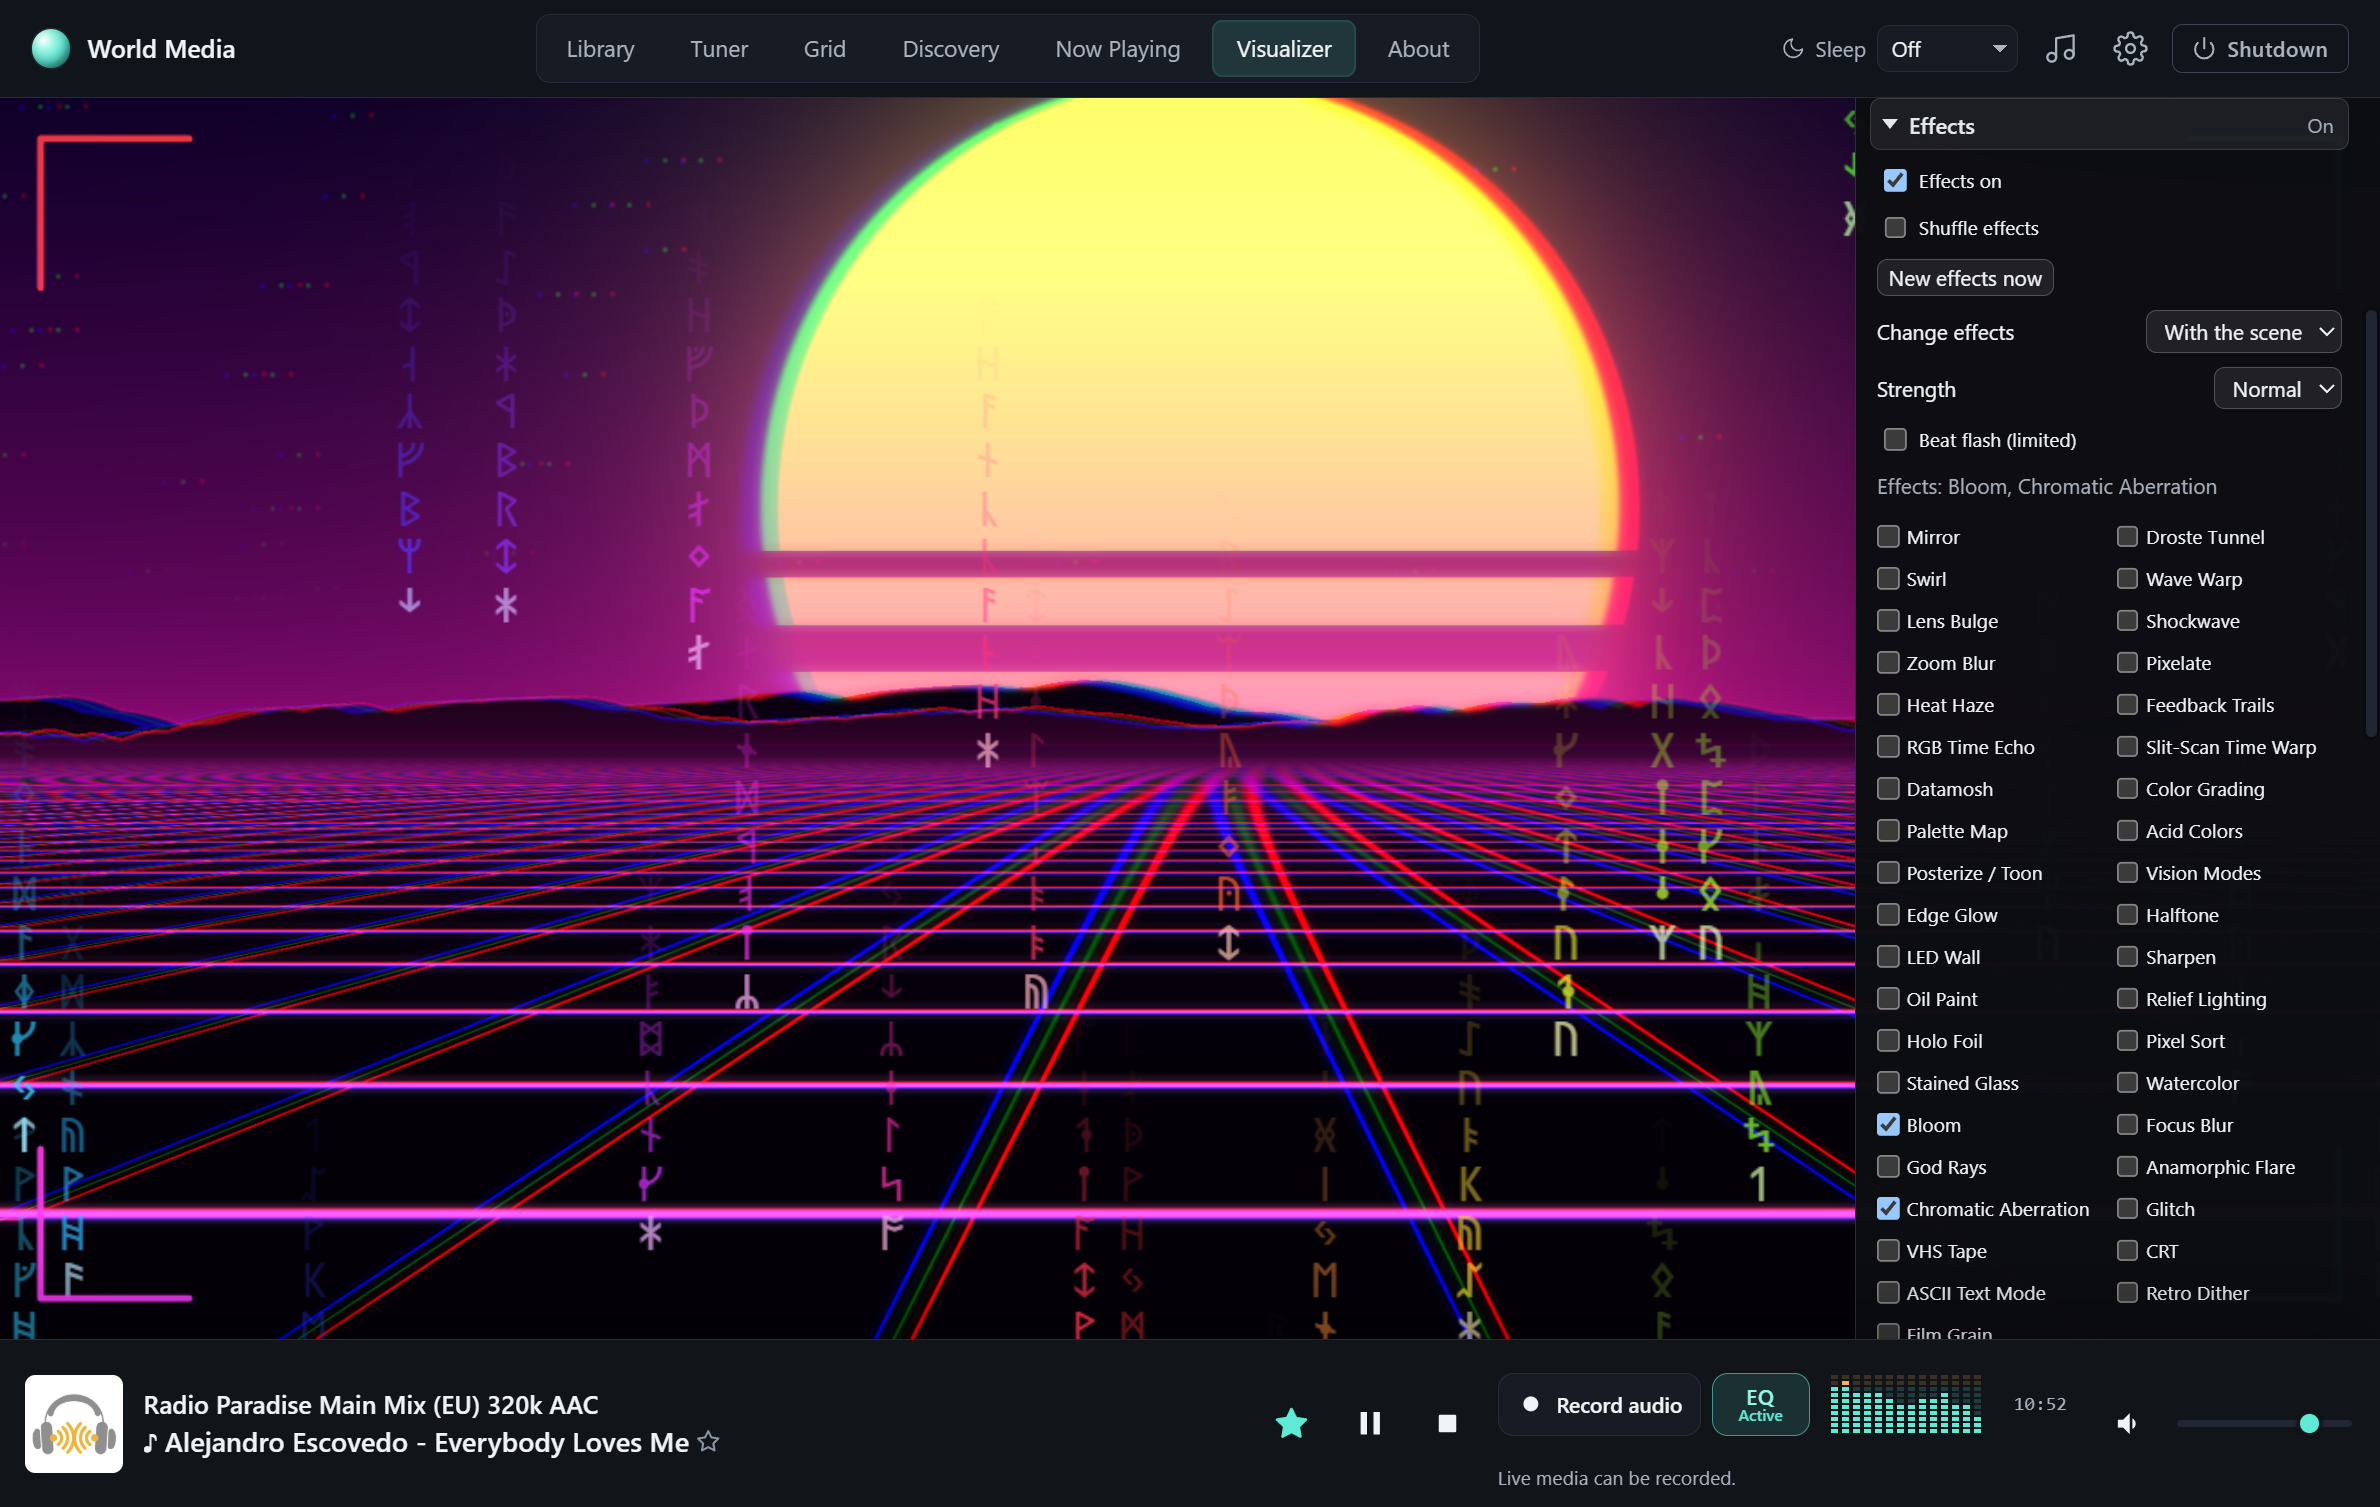 World Media
Library
Tuner
Grid
Discovery
Now Playing
Visualizer
About
Sleep
Off
Shutdown
Effects
On
Effects on
Shuffle effects
New effects now
Change effects
With the scene
Strength
Normal
Beat flash (limited)
Effects: Bloom, Chromatic Aberration
Mirror
Droste Tunnel
Swirl
Wave Warp
Lens Bulge
Shockwave
Zoom Blur
Pixelate
Heat Haze
Feedback Trails
RGB Time Echo
Slit-Scan Time Warp
Datamosh
Color Grading
Palette Map
Acid Colors
Posterize / Toon
Vision Modes
Edge Glow
Halftone
LED Wall
Sharpen
Oil Paint
Relief Lighting
Holo Foil
Pixel Sort
Stained Glass
Watercolor
Bloom
Focus Blur
God Rays
Anamorphic Flare
Chromatic Aberration
Glitch
VHS Tape
CRT
ASCII Text Mode
Retro Dither
Film Grain
Radio Paradise Main Mix (EU) 320k AAC
Alejandro Escovedo - Everybody Loves Me
Record audio
EQ
Active
10:52
Live media can be recorded.